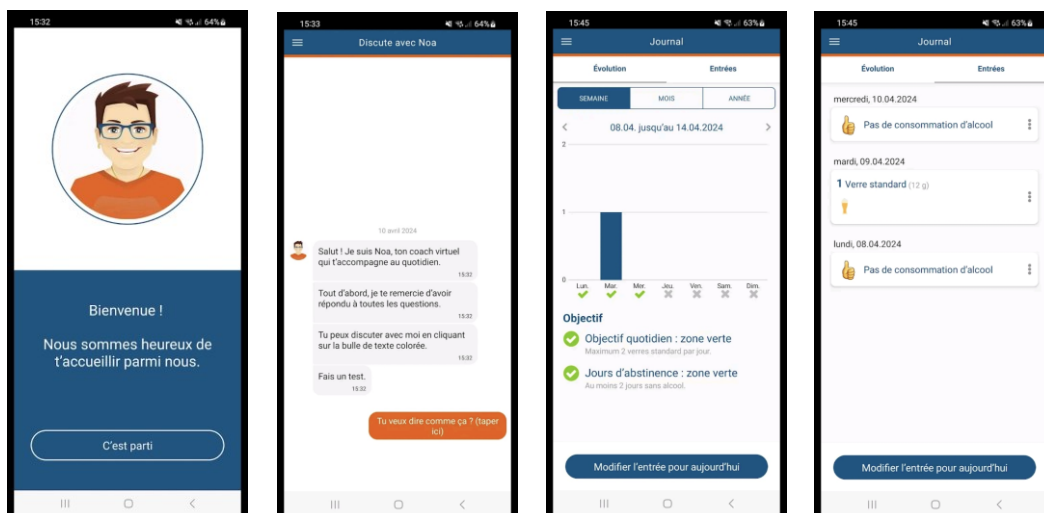 15:32
64%
Bienvenue !
Nous sommes heureux de
t'accueillir parmi nous.
C'est parti
15:33
64%
Discute avec Noa
10 avril 2024
Salut ! Je suis Noa, ton coach virtuel
qui t'accompagne au quotidien.
15:32
Tout d'abord, je te remercie d'avoir
répondu à toutes les questions.
15:32
Tu peux discuter avec moi en cliquant
sur la bulle de texte colorée.
15:32
Fais un test.
15:32
Tu veux dire comme ça ? (taper
ici)
15:45
63%
Journal
Évolution
Entrées
SEMAINE
MOIS
ANNÉE
08.04. jusqu'au 14.04.2024
2
1
0
Lun. Mar. Mer. Jeu. Ven. Sam. Dim.
Objectif
Objectif quotidien : zone verte
Maximum 2 verres standard par jour.
Jours d'abstinence : zone verte
Au moins 2 jours sans alcool.
Modifier l'entrée pour aujourd'hui
15:45
63%
Journal
Évolution
Entrées
mercredi, 10.04.2024
Pas de consommation d'alcool
mardi, 09.04.2024
1 Verre standard (12 g)
lundi, 08.04.2024
Pas de consommation d'alcool
Modifier l'entrée pour aujourd'hui